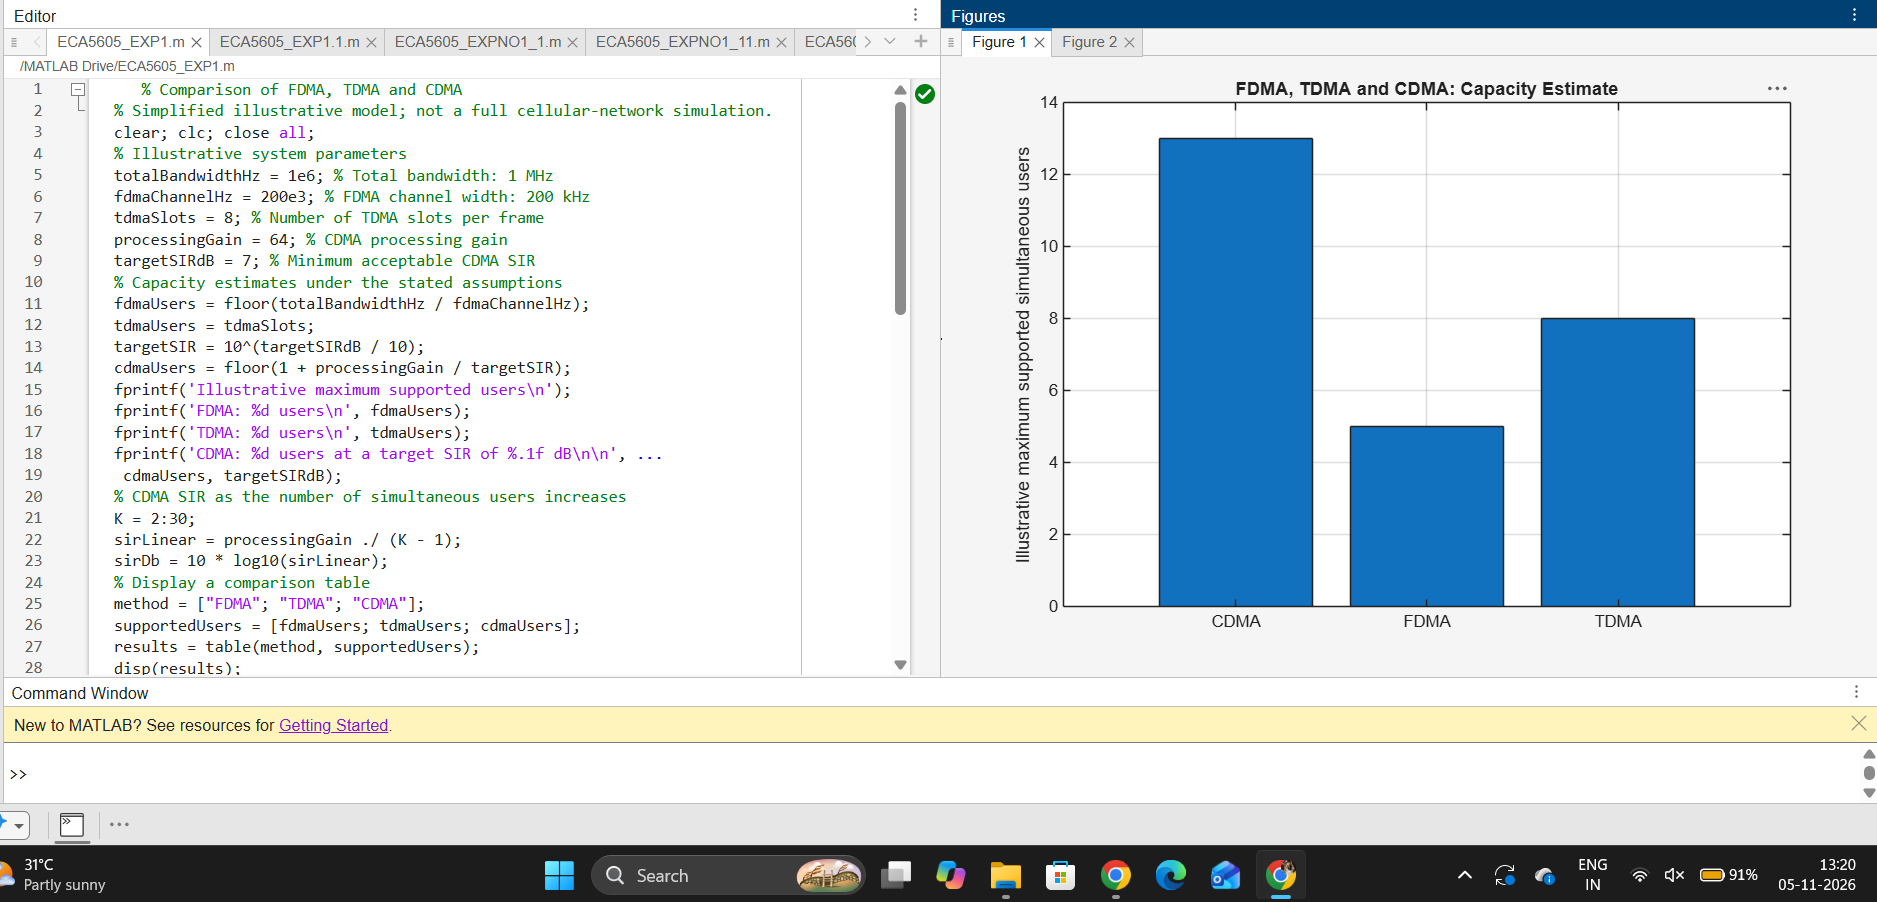 Editor
ECA5605_EXP1.m
ECA5605_EXP1.1.m
ECA5605_EXPNO1_1.m
ECA5605_EXPNO1_11.m
/MATLAB Drive/ECA5605_EXP1.m
1 % Comparison of FDMA, TDMA and CDMA
2 % Simplified illustrative model; not a full cellular-network simulation.
3 clear; clc; close all;
4 % Illustrative system parameters
5 totalBandwidthHz = 1e6; % Total bandwidth: 1 MHz
6 fdmaChannelHz = 200e3; % FDMA channel width: 200 kHz
7 tdmaSlots = 8; % Number of TDMA slots per frame
8 processingGain = 64; % CDMA processing gain
9 targetSIRdB = 7; % Minimum acceptable CDMA SIR
10 % Capacity estimates under the stated assumptions
11 fdmaUsers = floor(totalBandwidthHz / fdmaChannelHz);
12 tdmaUsers = tdmaSlots;
13 targetSIR = 10^(targetSIRdB / 10);
14 cdmaUsers = floor(1 + processingGain / targetSIR);
15 fprintf('Illustrative maximum supported users\n');
16 fprintf('FDMA: %d users\n', fdmaUsers);
17 fprintf('TDMA: %d users\n', tdmaUsers);
18 fprintf('CDMA: %d users at a target SIR of %.1f dB\n\n', ...
19 cdmaUsers, targetSIRdB);
20 % CDMA SIR as the number of simultaneous users increases
21 K = 2:30;
22 sirLinear = processingGain ./ (K - 1);
23 sirDb = 10 * log10(sirLinear);
24 % Display a comparison table
25 method = ["FDMA"; "TDMA"; "CDMA"];
26 supportedUsers = [fdmaUsers; tdmaUsers; cdmaUsers];
27 results = table(method, supportedUsers);
28 disp(results);
Figures
Figure 1
Figure 2
FDMA, TDMA and CDMA: Capacity Estimate
Illustrative maximum supported simultaneous users
14
12
10
8
6
4
2
0
CDMA
FDMA
TDMA
Command Window
New to MATLAB? See resources for Getting Started.
>>
31°C
Partly sunny
Search
ENG
IN
91%
13:20
05-11-2026